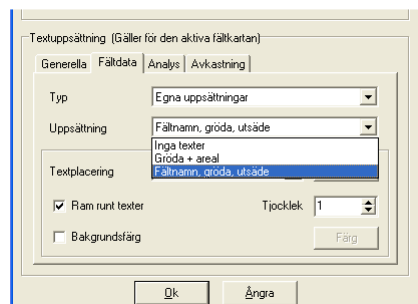 Textuppsättning (Gäller för den aktiva fältkartan)
Generella Fältdata Analys Avkastning
Typ Egna uppsättningar
Uppsättning Fältnamn, gröda, utsäde
Inga texter
Gröda + areal
Fältnamn, gröda, utsäde
Textplacering
Ram runt texter Tjocklek 1
Bakgrundsfärg Färg
Ok Ångra